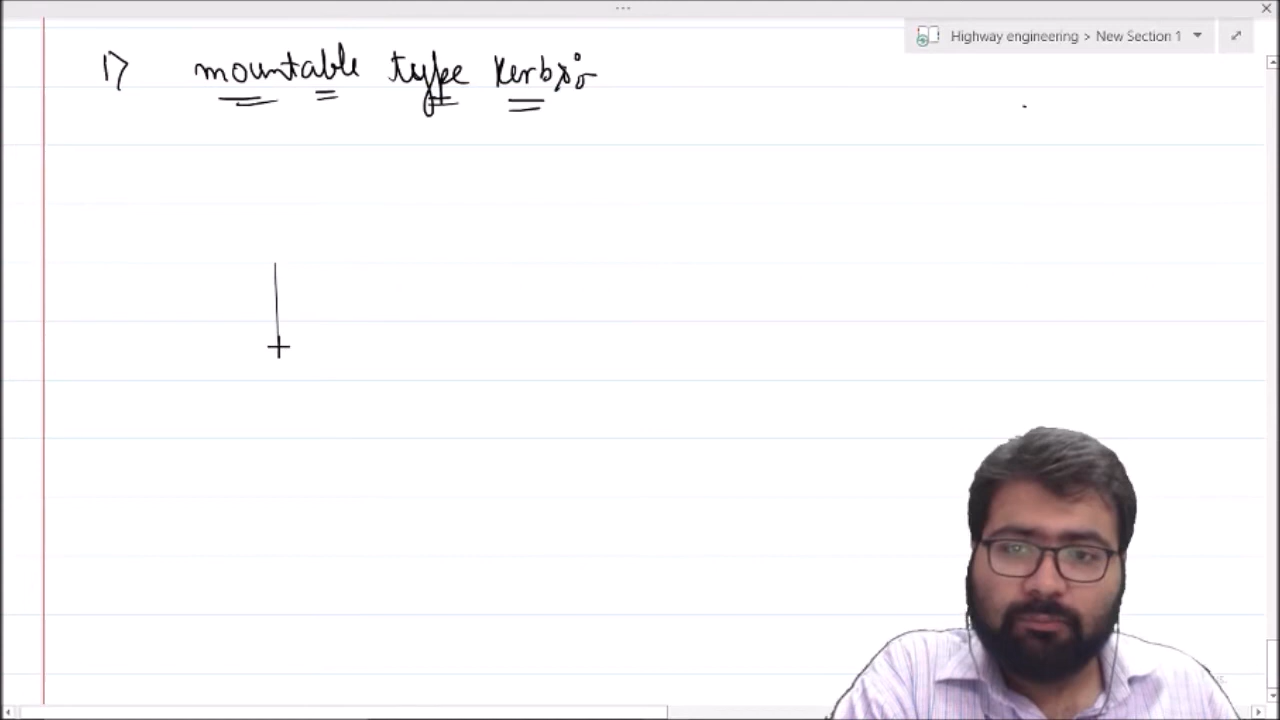 Highway engineering > New Section 1
1) mountable type Kerbs:-